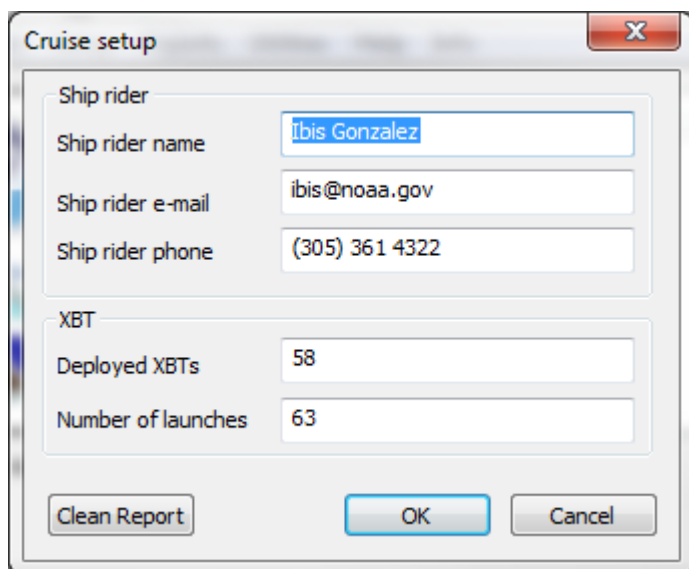 Cruise setup
Ship rider
Ship rider name
Ibis Gonzalez
Ship rider e-mail
ibis@noaa.gov
Ship rider phone
(305) 361 4322
XBT
Deployed XBTs
58
Number of launches
63
Clean Report
OK
Cancel